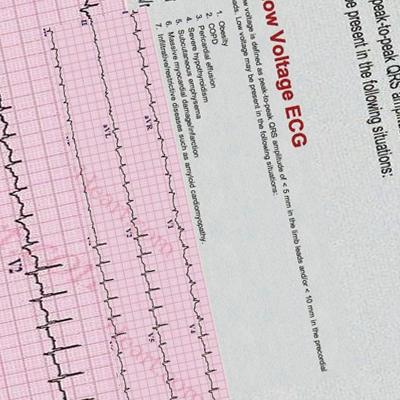 peak-to-peak QRS
be present in the following situations:
ow Voltage ECG
w voltage is defined as peak-to-peak QRS amplitude of < 5 mm in the limb leads and/or < 10 mm in the precordial
ads. Low voltage may be present in the following situations:
1. Obesity
2. COPD
3. Pericardial effusion
4. Severe hypothyroidism
5. Subcutaneous emphysema
6. Massive myocardial damage/infarction
7. Infiltrative/restrictive diseases such as amyloid cardiomyopathy.
II
aVR
V1
V4
aVL
V2
V5
V2